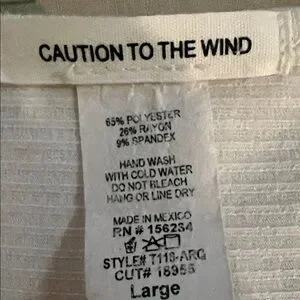 CAUTION TO THE WIND
65% POLYESTER
26% RAYON
9% SPANDEX
HAND WASH
WITH COLD WATER
DO NOT BLEACH
HANG OR LINE DRY
MADE IN MEXICO
RN # 156234
STYLE# T118-ARG
CUT# 18955
Large